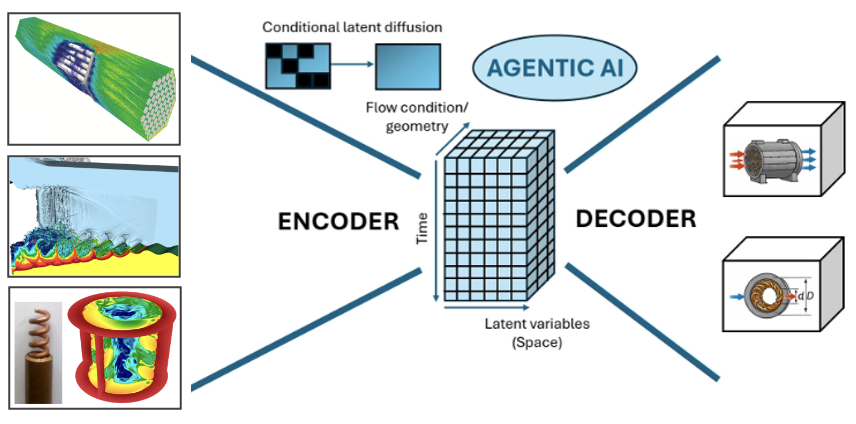 Conditional latent diffusion
AGENTIC AI
Flow condition/
geometry
ENCODER
Time
DECODER
Latent variables
(Space)
d
D